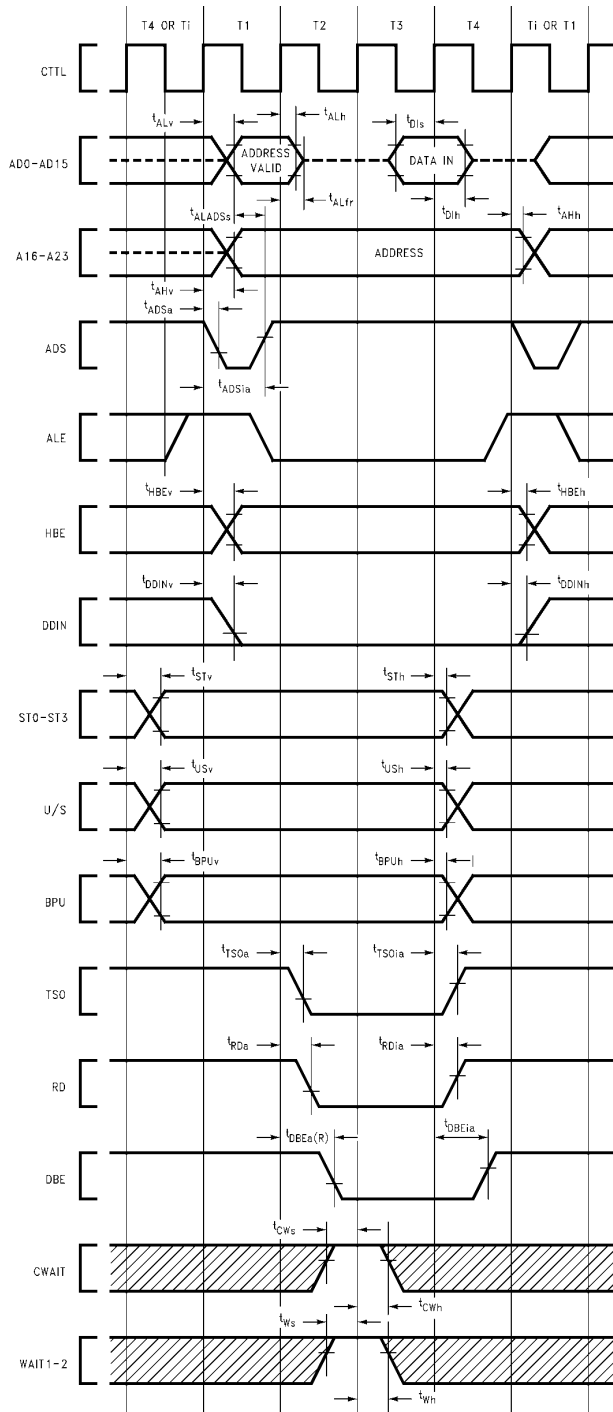 T4 OR Ti T1 T2 T3 T4 Ti OR T1
CTTL
tALv tALh tDIs
AD0-AD15 ADDRESS VALID DATA IN
tALADSs tALfr tDIh tAHh
A16-A23 ADDRESS
tAHv
tADSa
ADS
tADSia
ALE
tHBEv tHBEh
HBE
tDDINv tDDINh
DDIN
tSTv tSTh
ST0-ST3
tUSv tUSh
U/S
tBPUv tBPUh
BPU
tTSOa tTSOia
TSO
tRDa tRDia
RD
tDBEa(R) tDBEia
DBE
tCWs
CWAIT
tCWh
tWs
WAIT1-2
tWh